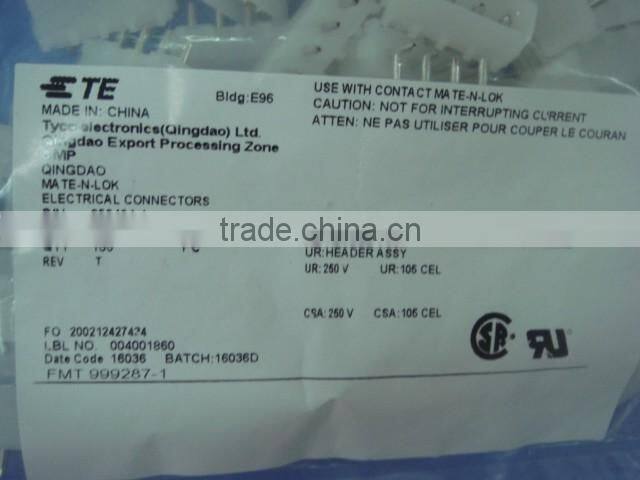 TE
Bldg:E96
MADE IN: CHINA
Tyco electronics(Qingdao) Ltd.
Qingdao Export Processing Zone
QINGDAO
MATE-N-LOK
ELECTRICAL CONNECTORS
REV T
USE WITH CONTACT MATE-N-LOK
CAUTION: NOT FOR INTERRUPTING CURRENT
ATTEN: NE PAS UTILISER POUR COUPER LE COURAN
trade.china.cn
UR:HEADER ASSY
UR: 250 V UR:105 CEL
CSA: 250 V CSA:105 CEL
FO 200212427424
LBL NO. 004001860
Date Code 16036 BATCH:16036D
FMT 999287-1
SA